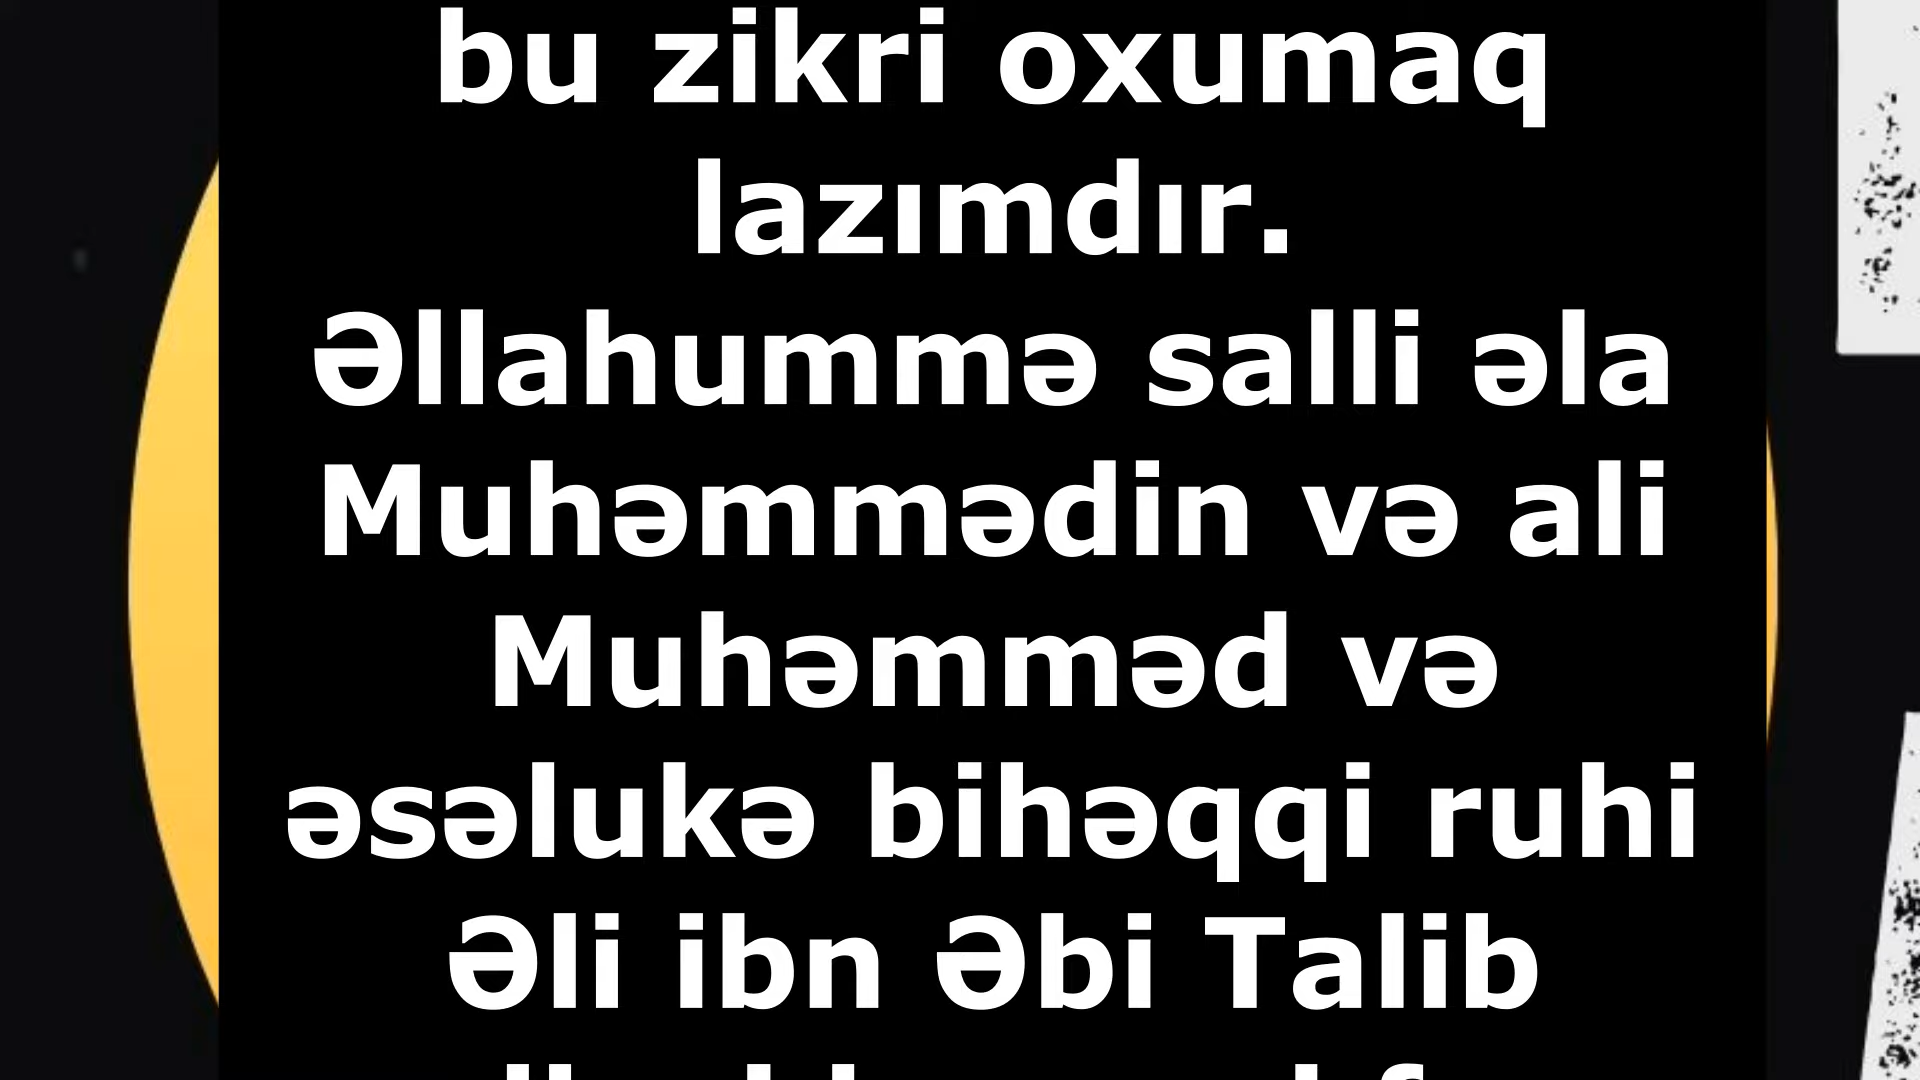 bu zikri oxumaq
lazımdır.
Əllahummə salli əla
Muhəmmədin və ali
Muhəmməd və
əsəlukə bihəqqi ruhi
Əli ibn Əbi Talib